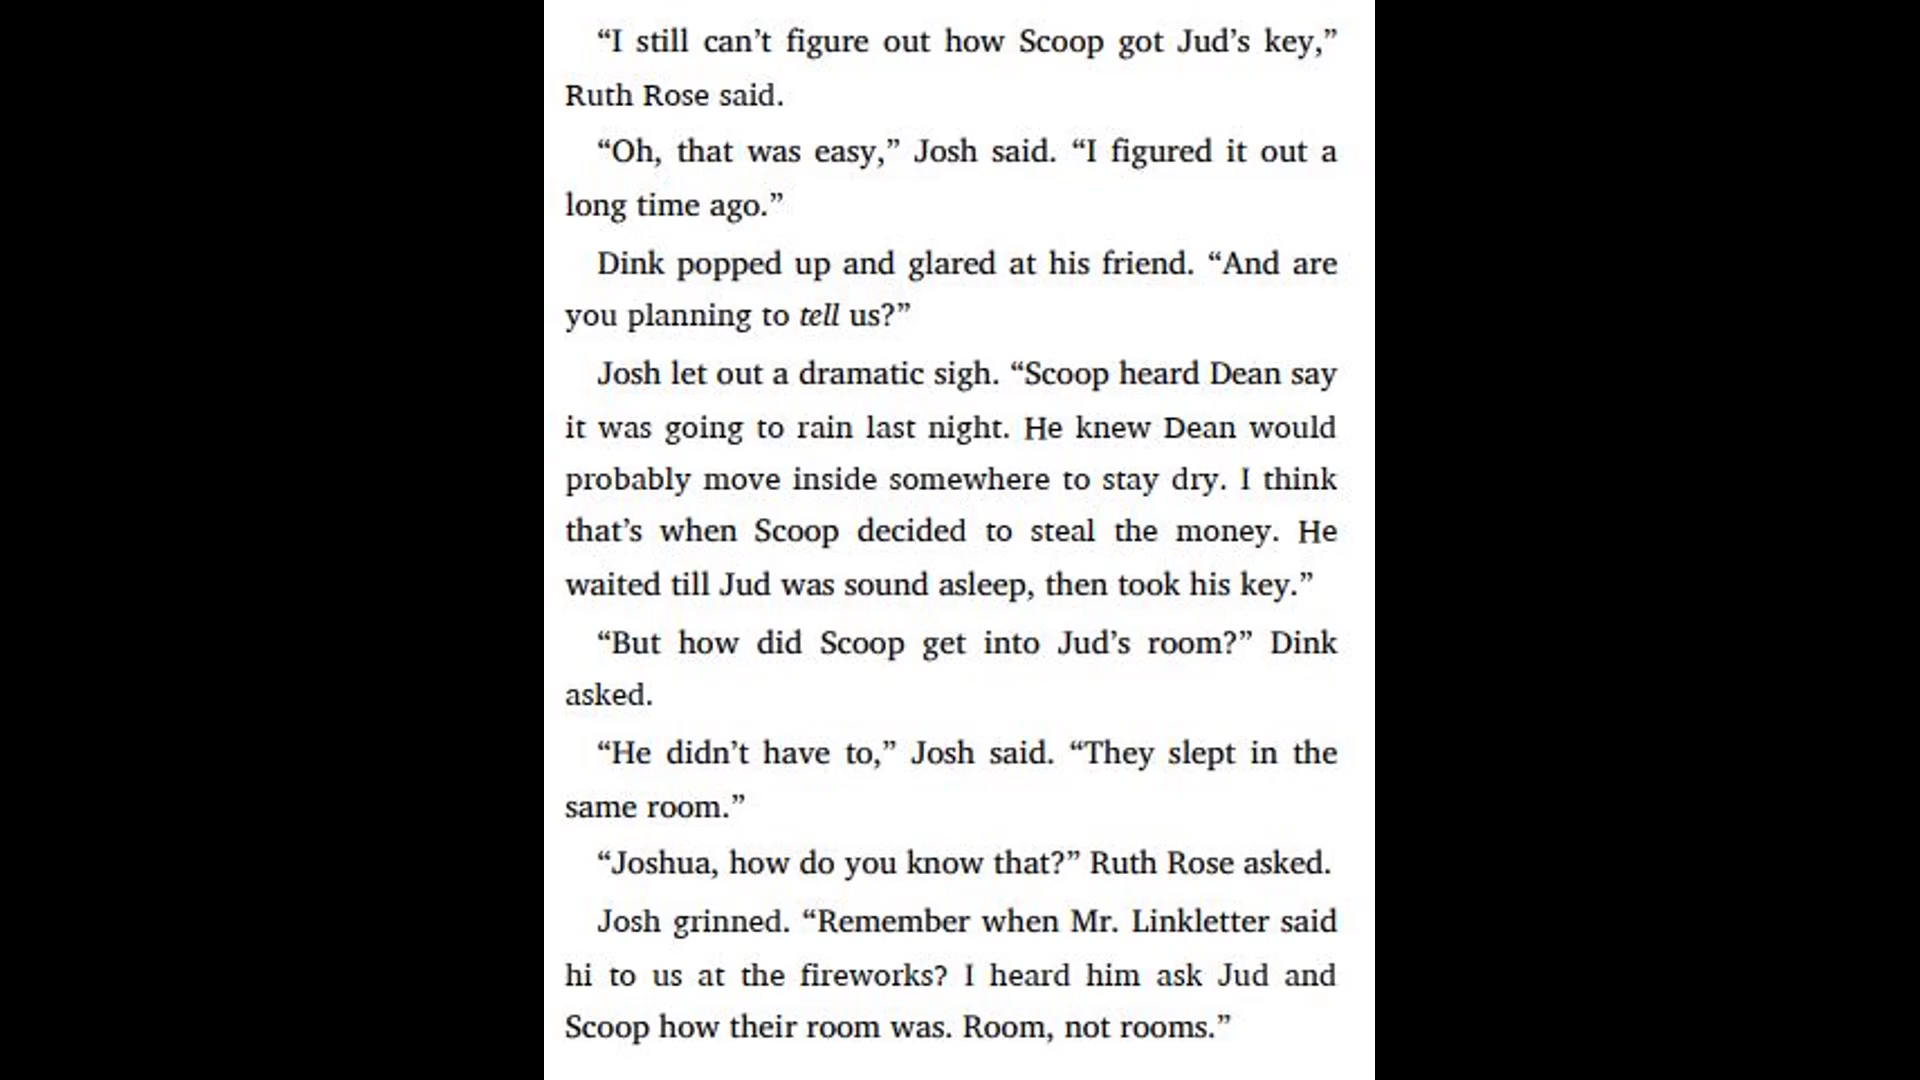 “I still can’t figure out how Scoop got Jud’s key,”
Ruth Rose said.
“Oh, that was easy,” Josh said. “I figured it out a
long time ago.”
Dink popped up and glared at his friend. “And are
you planning to tell us?”
Josh let out a dramatic sigh. “Scoop heard Dean say
it was going to rain last night. He knew Dean would
probably move inside somewhere to stay dry. I think
that’s when Scoop decided to steal the money. He
waited till Jud was sound asleep, then took his key.”
“But how did Scoop get into Jud’s room?” Dink
asked.
“He didn’t have to,” Josh said. “They slept in the
same room.”
“Joshua, how do you know that?” Ruth Rose asked.
Josh grinned. “Remember when Mr. Linkletter said
hi to us at the fireworks? I heard him ask Jud and
Scoop how their room was. Room, not rooms.”